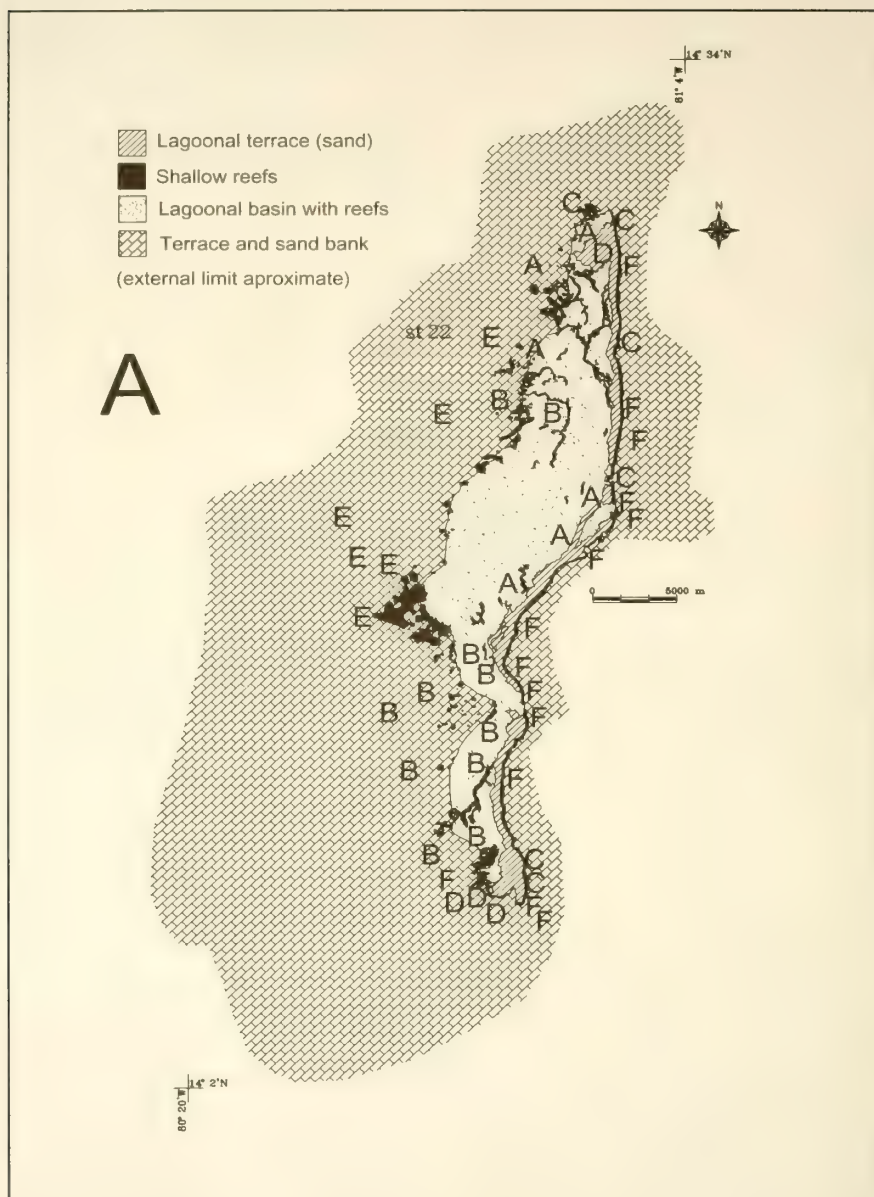 14° 34'N
81° 4'W
Lagoonal terrace (sand)
Shallow reefs
Lagoonal basin with reefs
Terrace and sand bank
(external limit aproximate)
N
A
C C
A
D
A F
st 22 E
A C
B
E B F
F
C
A F
E F
A
E E F
A
0 5000 m
E
F
B
B F
B F
B F
B
B B F
B
B C
F C
D D D F F
14° 2'N
80° 20'W